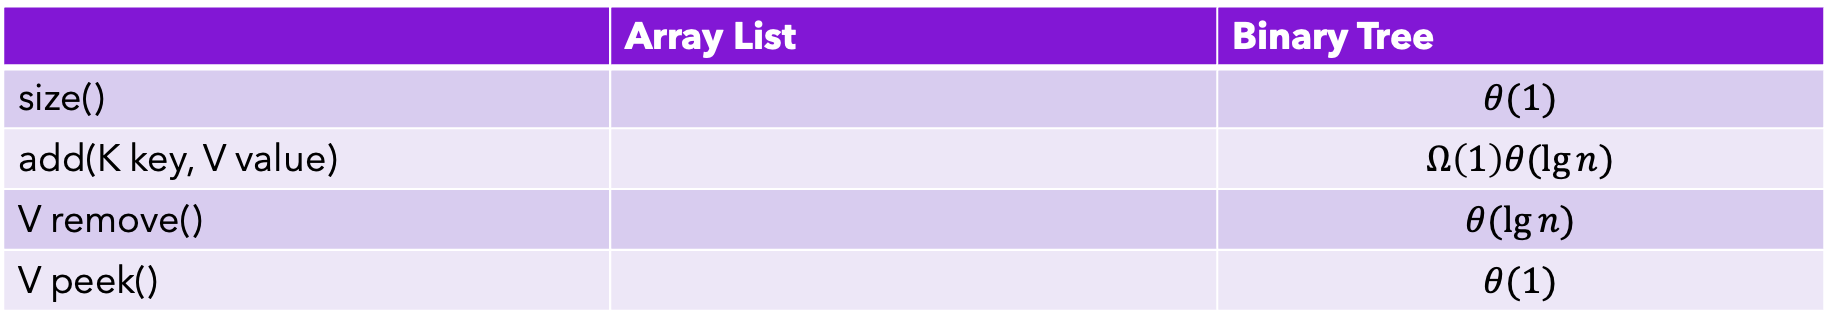 Array List Binary Tree
size() θ(1)
add(K key, V value) Ω(1)θ(lg n)
V remove() θ(lg n)
V peek() θ(1)